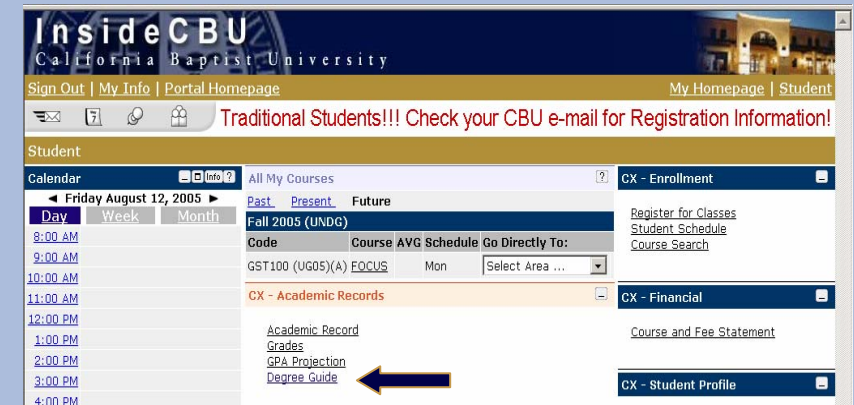 InsideCBU
California Baptist University
Sign Out | My Info | Portal Homepage
My Homepage | Student
7
Traditional Students!!! Check your CBU e-mail for Registration Information!
Student
Calendar
Info ?
◄ Friday August 12, 2005 ►
Day Week Month
8:00 AM
9:00 AM
10:00 AM
11:00 AM
12:00 PM
1:00 PM
2:00 PM
3:00 PM
4:00 PM
All My Courses
?
Past Present Future
Fall 2005 (UNDG)
Code Course AVG Schedule Go Directly To:
GST100 (UG05)(A) FOCUS Mon Select Area ...
CX - Academic Records
Academic Record
Grades
GPA Projection
Degree Guide
CX - Enrollment
Register for Classes
Student Schedule
Course Search
CX - Financial
Course and Fee Statement
CX - Student Profile